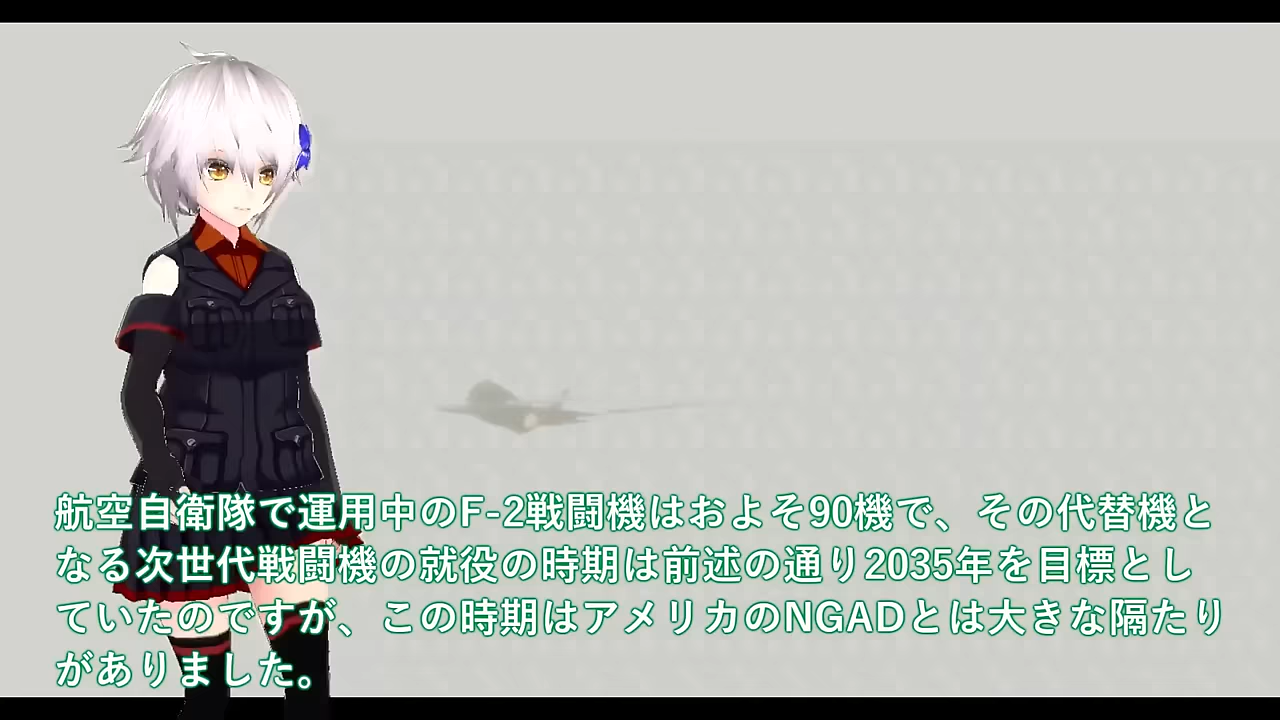 航空自衛隊で運用中のF-2戦闘機はおよそ90機で、その代替機と
なる次世代戦闘機の就役の時期は前述の通り2035年を目標とし
ていたのですが、この時期はアメリカのNGADとは大きな隔たり
がありました。